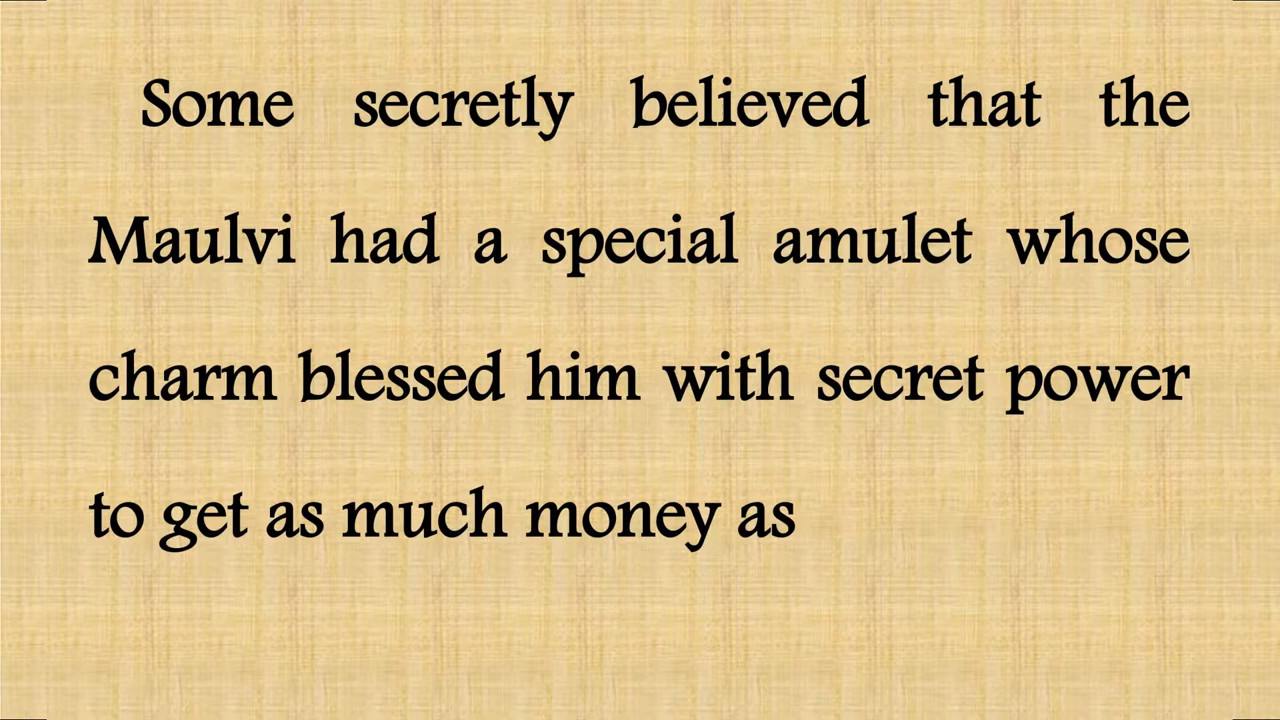 Some secretly believed that the
Maulvi had a special amulet whose
charm blessed him with secret power
to get as much money as